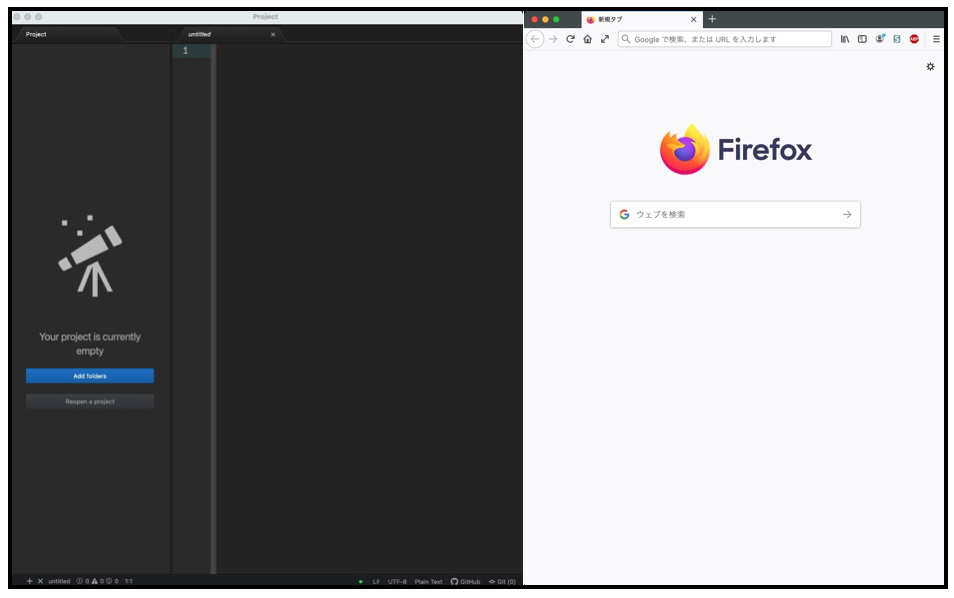 Project
Project
untitled
1
Your project is currently
empty
Add folders
Reopen a project
untitled 0 0 0 1:1
LF UTF-8 Plain Text GitHub Git (0)
新規タブ
Google で検索、または URL を入力します
ABP
Firefox
ウェブを検索